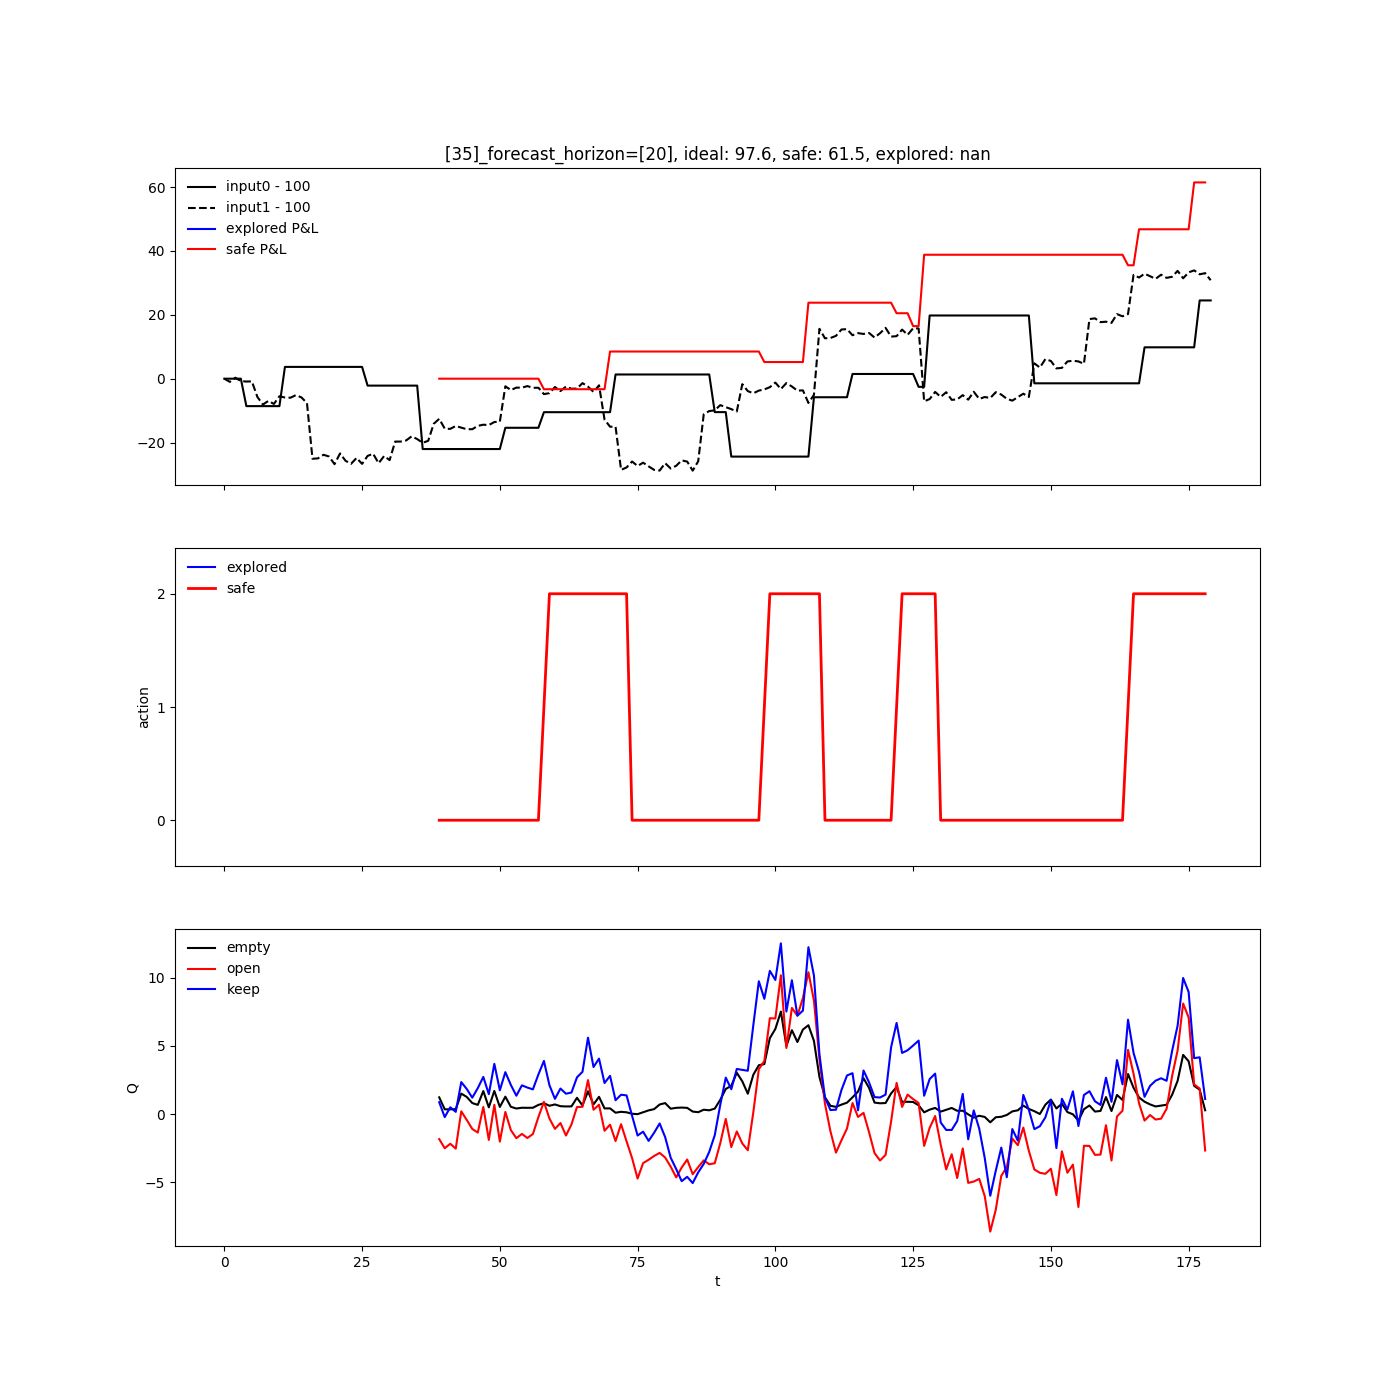 [35]_forecast_horizon=[20], ideal: 97.6, safe: 61.5, explored: nan
60
40
20
0
−20
input0 - 100
input1 - 100
explored P&L
safe P&L
action
2
1
0
explored
safe
Q
10
5
0
−5
empty
open
keep
0 25 50 75 100 125 150 175
t